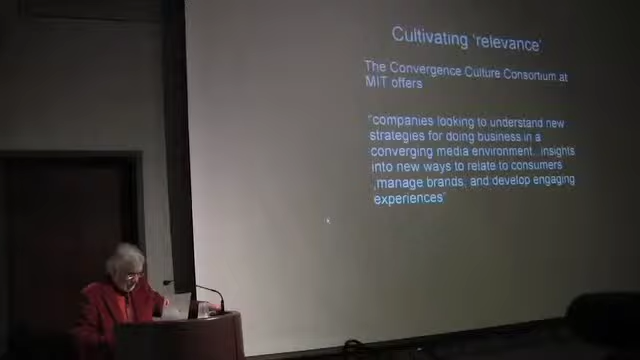 Cultivating 'relevance'
The Convergence Culture Consortium at
MIT offers
"companies looking to understand new
strategies for doing business in a
converging media environment.. insights
into new ways to relate to consumers
,manage brands, and develop engaging
experiences"